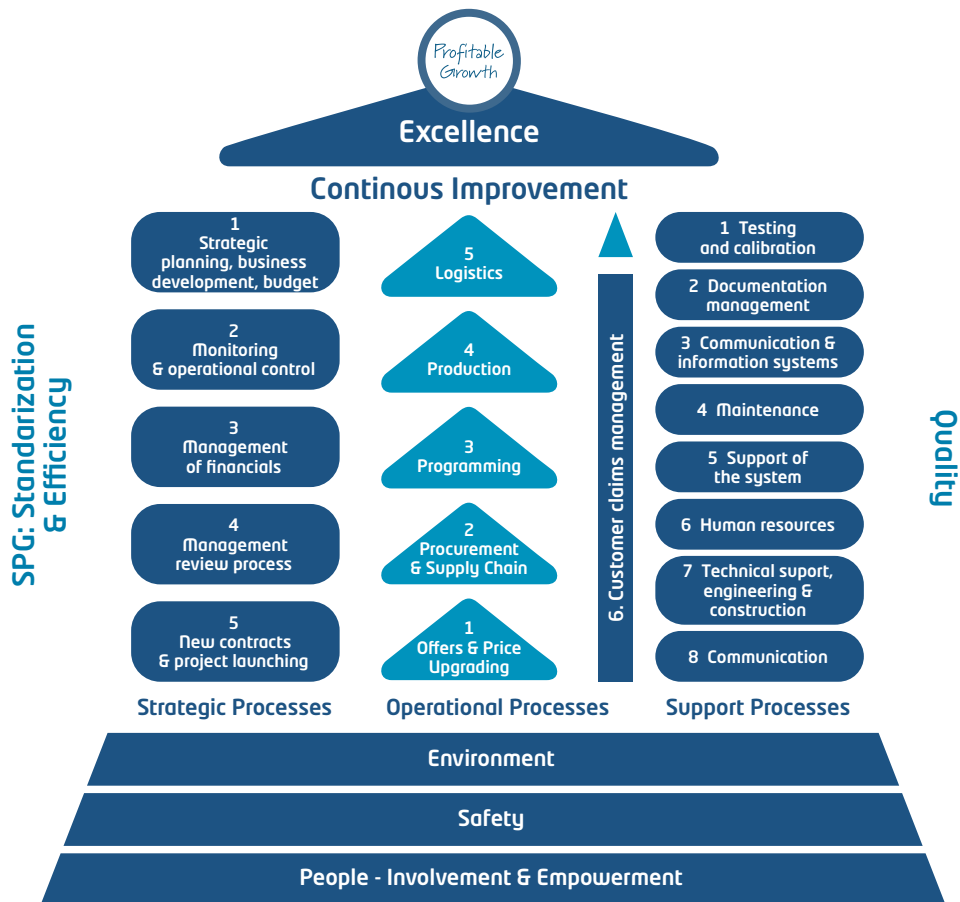 Profitable
Growth
Excellence
Continous Improvement
SPG: Standarization
& Efficiency
1
Strategic
planning, business
development, budget
2
Monitoring
& operational control
3
Management
of financials
4
Management
review process
5
New contracts
& project launching
Strategic Processes
5
Logistics
4
Production
3
Programming
2
Procurement
& Supply Chain
1
Offers & Price
Upgrading
6. Customer claims management
Operational Processes
1 Testing
and calibration
2 Documentation
management
3 Communication &
information systems
4 Maintenance
5 Support of
the system
6 Human resources
7 Technical suport,
engineering &
construction
8 Communication
Support Processes
Quality
Environment
Safety
People - Involvement & Empowerment